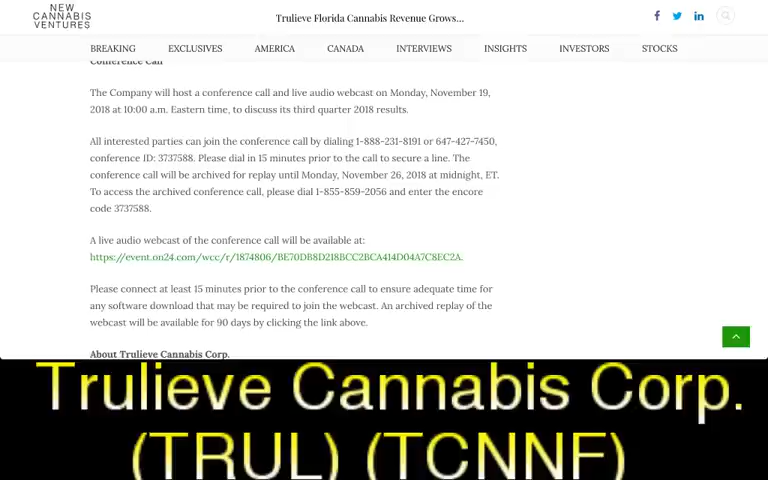 NEW
CANNABIS
VENTURES
Trulieve Florida Cannabis Revenue Grows...
BREAKING EXCLUSIVES AMERICA CANADA INTERVIEWS INSIGHTS INVESTORS STOCKS
Conference Call
The Company will host a conference call and live audio webcast on Monday, November 19,
2018 at 10:00 a.m. Eastern time, to discuss its third quarter 2018 results.
All interested parties can join the conference call by dialing 1-888-231-8191 or 647-427-7450,
conference ID: 3737588. Please dial in 15 minutes prior to the call to secure a line. The
conference call will be archived for replay until Monday, November 26, 2018 at midnight, ET.
To access the archived conference call, please dial 1-855-859-2056 and enter the encore
code 3737588.
A live audio webcast of the conference call will be available at:
https://event.on24.com/wcc/r/1874806/BE70DB8D218BCC2BCA414D04A7C8EC2A.
Please connect at least 15 minutes prior to the conference call to ensure adequate time for
any software download that may be required to join the webcast. An archived replay of the
webcast will be available for 90 days by clicking the link above.
About Trulieve Cannabis Corp.
Trulieve Cannabis Corp.
(TRUL) (TCNNF)